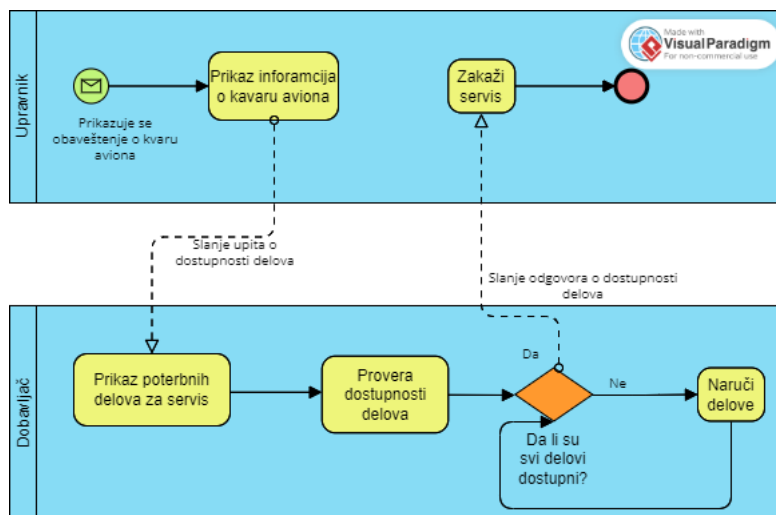 Upravnik
Made with
VisualParadigm
For non-commercial use
Prikaz inforamcija
o kavaru aviona
Zakaži
servis
Prikazuje se
obaveštenje o kvaru
aviona
Slanje upita o
dostupnosti delova
Slanje odgovora o dostupnosti
delova
Dobavljač
Prikaz poterbnih
delova za servis
Provera
dostupnosti
delova
Da
Ne
Naruči
delove
Da li su
svi delovi
dostupni?